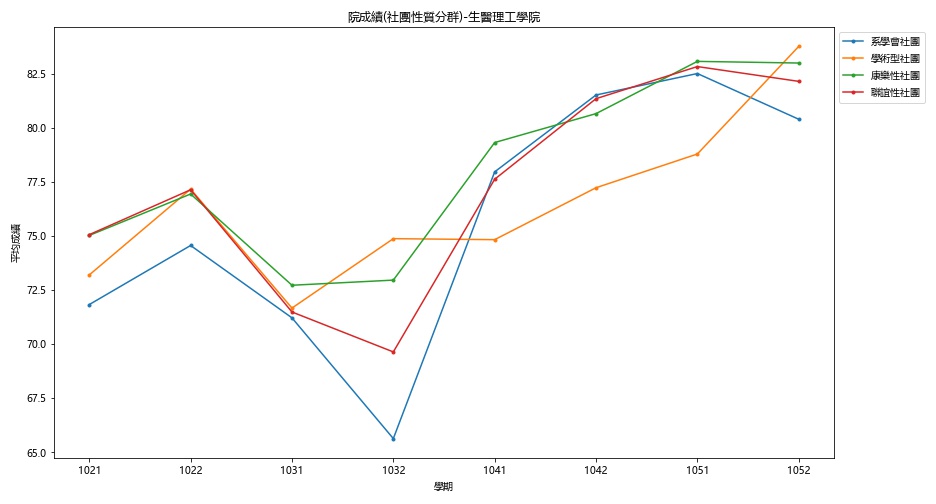 院成績(社團性質分群)-生醫理工學院
系學會社團
學術型社團
康樂性社團
聯誼性社團
平均成績
82.5
80.0
77.5
75.0
72.5
70.0
67.5
65.0
1021 1022 1031 1032 1041 1042 1051 1052
學期